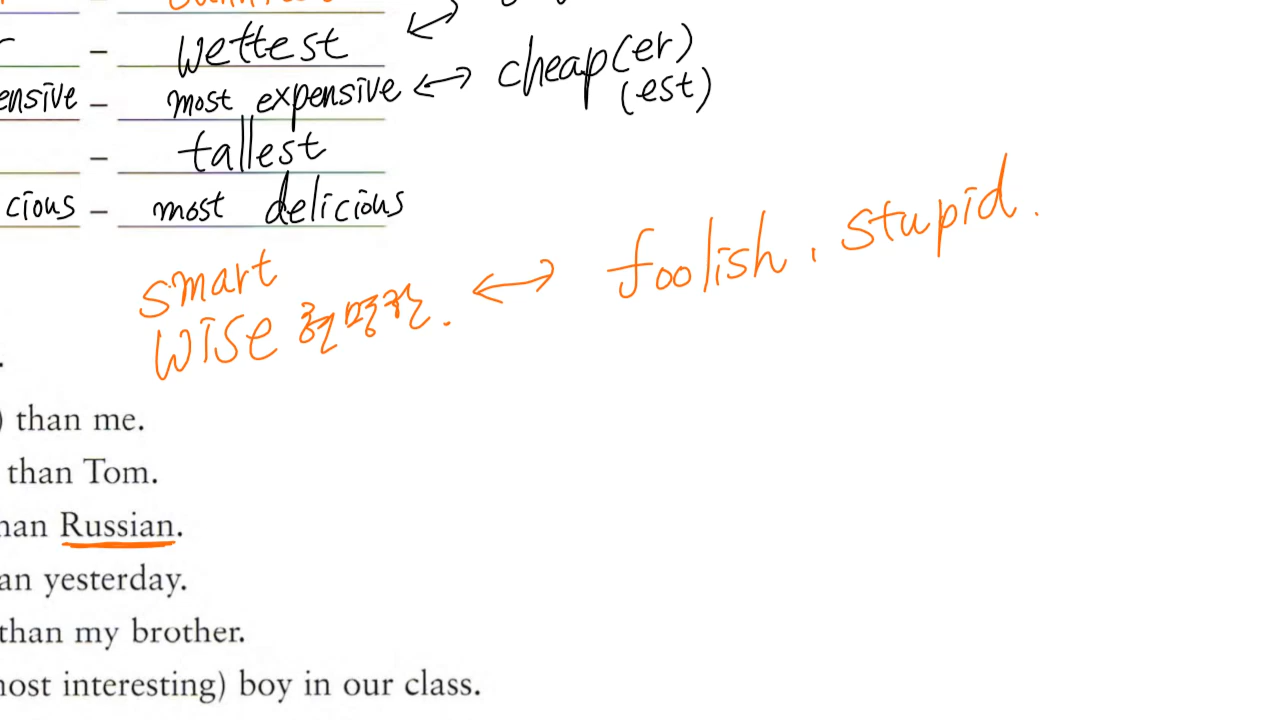 - wettest ↔
ensive - most expensive ↔ cheap(er)
(est)
- tallest
cious - most delicious
smart
wise 현명한. ↔ foolish, stupid.
) than me.
than Tom.
han Russian.
an yesterday.
than my brother.
nost interesting) boy in our class.